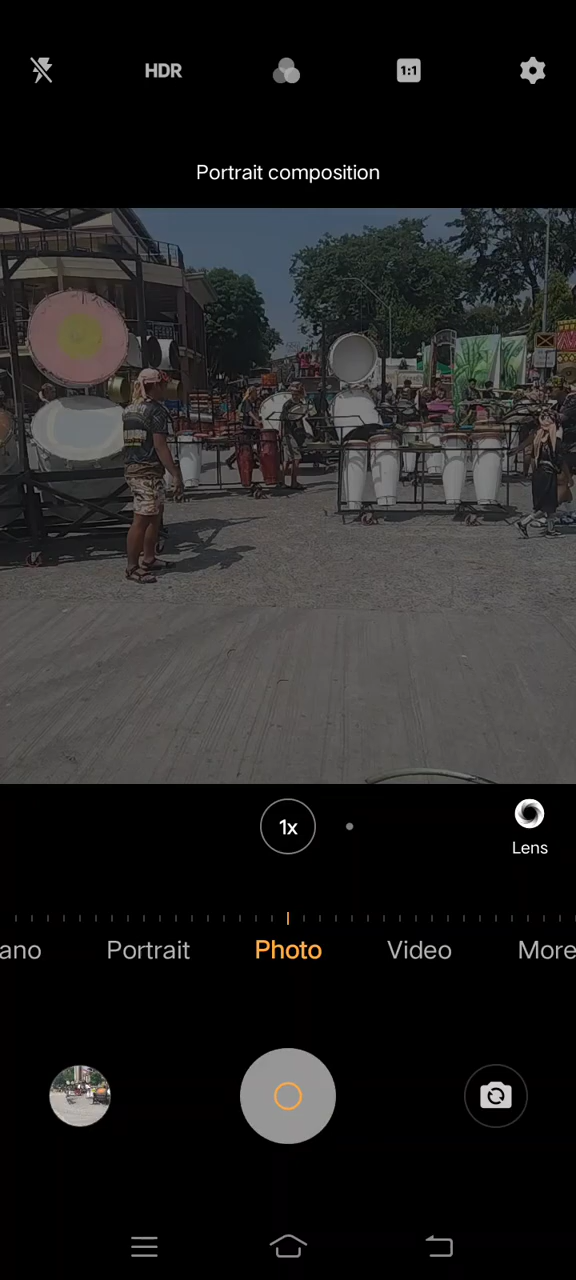 HDR
1:1
Portrait composition
1x
Lens
ano
Portrait
Photo
Video
More